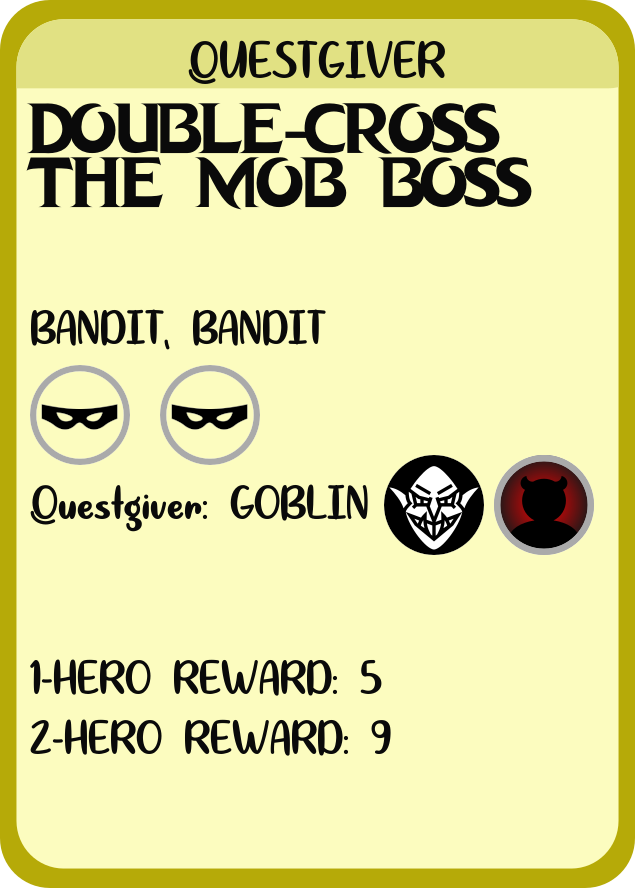 QUESTGIVER
DOUBLE-CROSS
THE MOB BOSS
BANDIT, BANDIT
Questgiver: GOBLIN
1-HERO REWARD: 5
2-HERO REWARD: 9